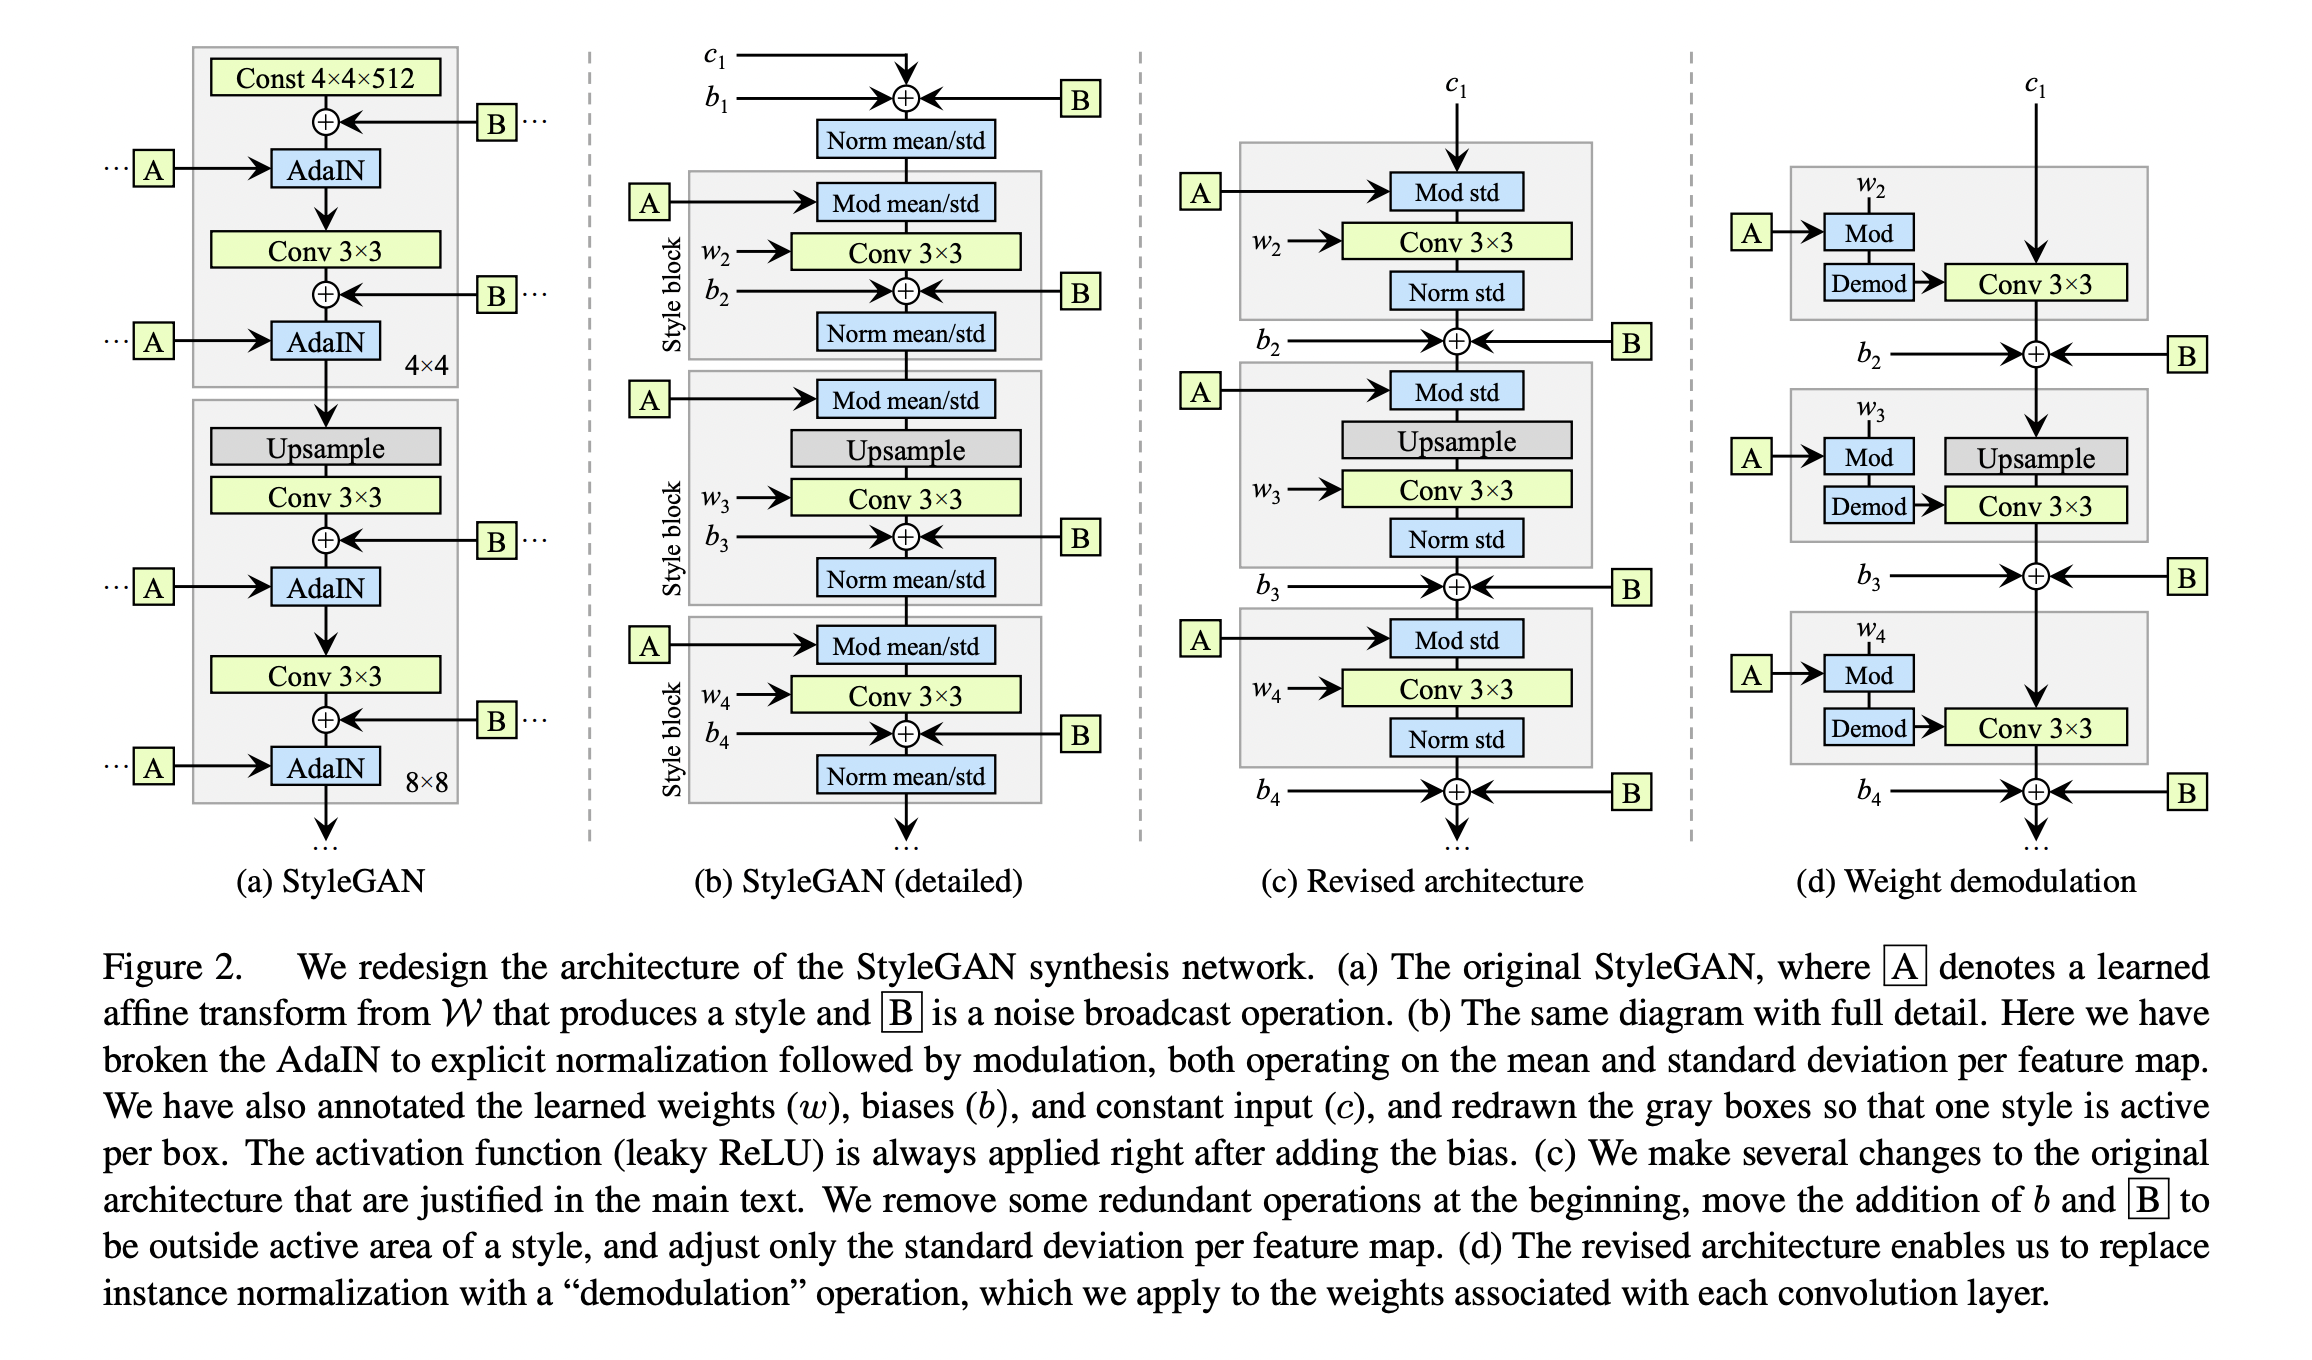 Const 4×4×512
B ···
··· A
AdaIN
Conv 3×3
B ···
··· A
AdaIN
4×4
Upsample
Conv 3×3
B ···
··· A
AdaIN
Conv 3×3
B ···
··· A
AdaIN
8×8
···
(a) StyleGAN
c₁
b₁
B
Norm mean/std
A
Mod mean/std
w₂
Conv 3×3
b₂
B
Norm mean/std
Style block
A
Mod mean/std
Upsample
w₃
Conv 3×3
b₃
B
Norm mean/std
Style block
A
Mod mean/std
w₄
Conv 3×3
b₄
B
Norm mean/std
Style block
···
(b) StyleGAN (detailed)
c₁
A
Mod std
w₂
Conv 3×3
Norm std
b₂
B
A
Mod std
Upsample
w₃
Conv 3×3
Norm std
b₃
B
A
Mod std
w₄
Conv 3×3
Norm std
b₄
B
···
(c) Revised architecture
c₁
w₂
A
Mod
Demod
Conv 3×3
b₂
B
w₃
A
Mod
Upsample
Demod
Conv 3×3
b₃
B
w₄
A
Mod
Demod
Conv 3×3
b₄
B
···
(d) Weight demodulation
Figure 2. We redesign the architecture of the StyleGAN synthesis network. (a) The original StyleGAN, where A denotes a learned
affine transform from 𝒲 that produces a style and B is a noise broadcast operation. (b) The same diagram with full detail. Here we have
broken the AdaIN to explicit normalization followed by modulation, both operating on the mean and standard deviation per feature map.
We have also annotated the learned weights (w), biases (b), and constant input (c), and redrawn the gray boxes so that one style is active
per box. The activation function (leaky ReLU) is always applied right after adding the bias. (c) We make several changes to the original
architecture that are justified in the main text. We remove some redundant operations at the beginning, move the addition of b and B to
be outside active area of a style, and adjust only the standard deviation per feature map. (d) The revised architecture enables us to replace
instance normalization with a “demodulation” operation, which we apply to the weights associated with each convolution layer.